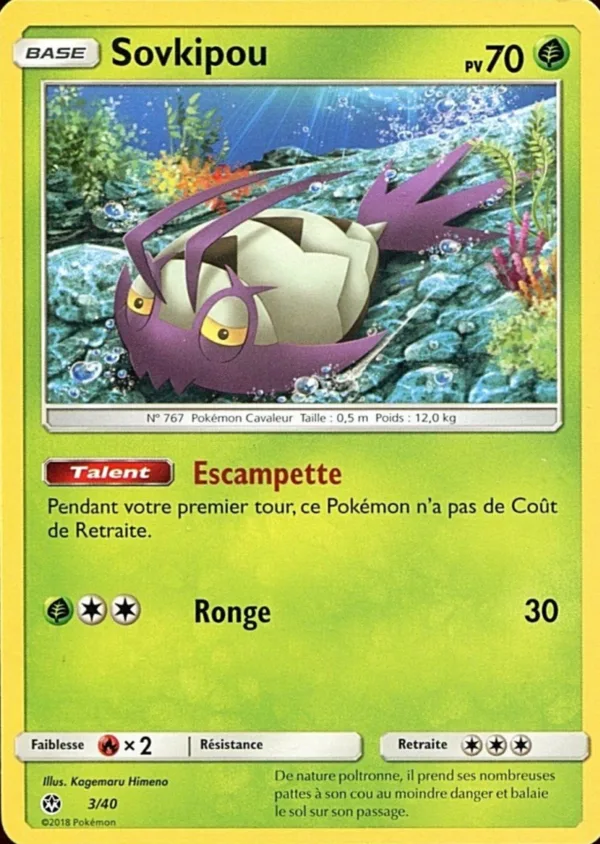 BASE Sovkipou PV 70
N° 767 Pokémon Cavaleur Taille : 0,5 m Poids : 12,0 kg
Talent Escampette
Pendant votre premier tour, ce Pokémon n'a pas de Coût
de Retraite.
Ronge 30
Faiblesse × 2 Résistance Retraite
Illus. Kagemaru Himeno
3/40
©2018 Pokémon
De nature poltronne, il prend ses nombreuses
pattes à son cou au moindre danger et balaie
le sol sur son passage.